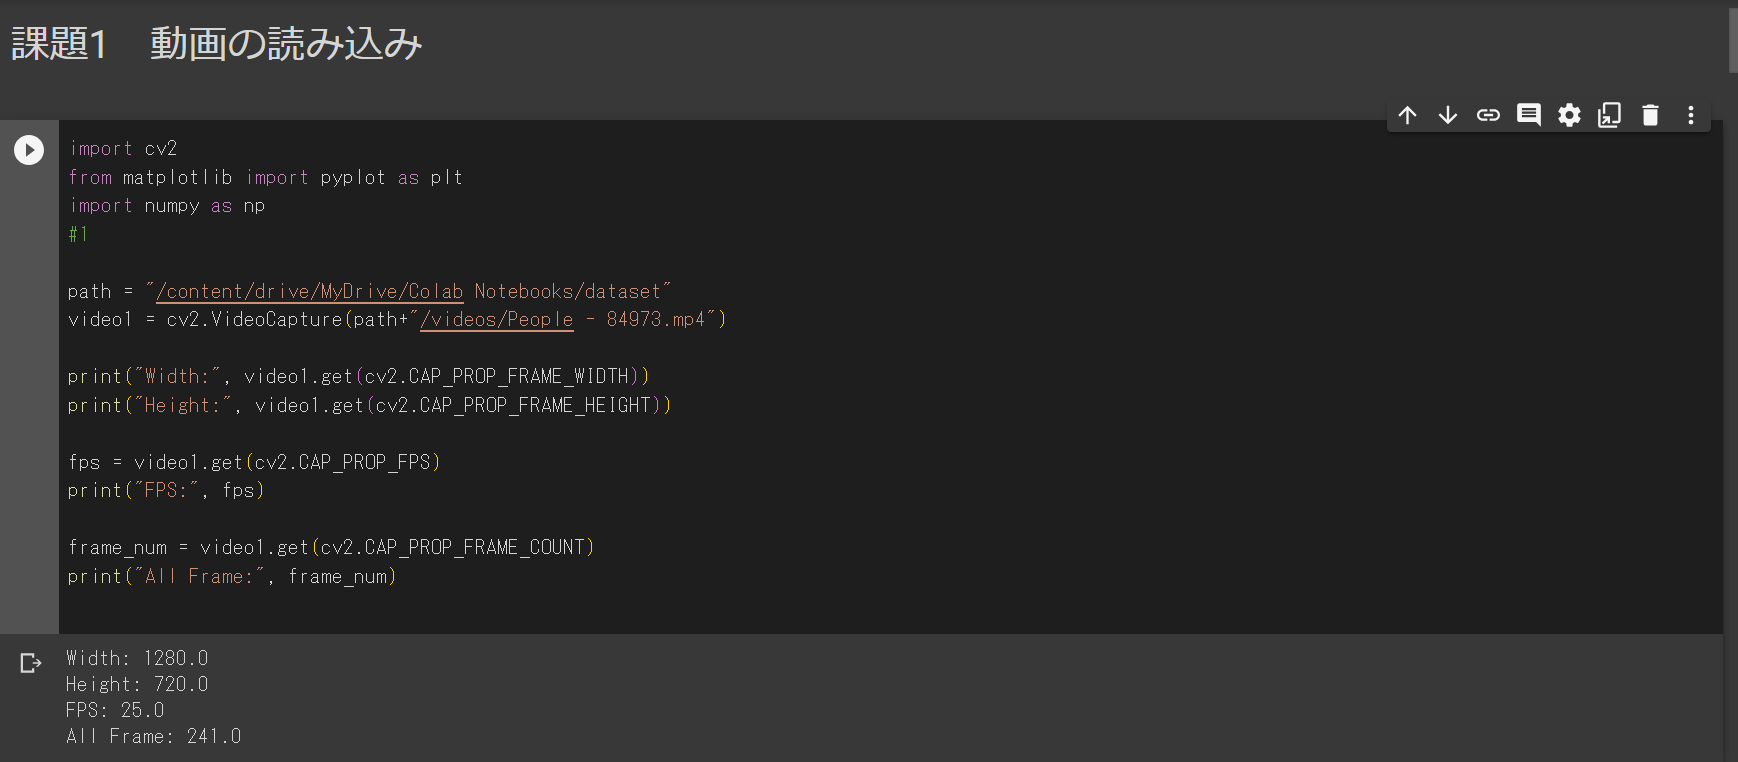 課題1　動画の読み込み
import cv2
from matplotlib import pyplot as plt
import numpy as np
#1
path = "/content/drive/MyDrive/Colab Notebooks/dataset"
video1 = cv2.VideoCapture(path+"/videos/People - 84973.mp4")
print("Width:", video1.get(cv2.CAP_PROP_FRAME_WIDTH))
print("Height:", video1.get(cv2.CAP_PROP_FRAME_HEIGHT))
fps = video1.get(cv2.CAP_PROP_FPS)
print("FPS:", fps)
frame_num = video1.get(cv2.CAP_PROP_FRAME_COUNT)
print("All Frame:", frame_num)
Width: 1280.0
Height: 720.0
FPS: 25.0
All Frame: 241.0